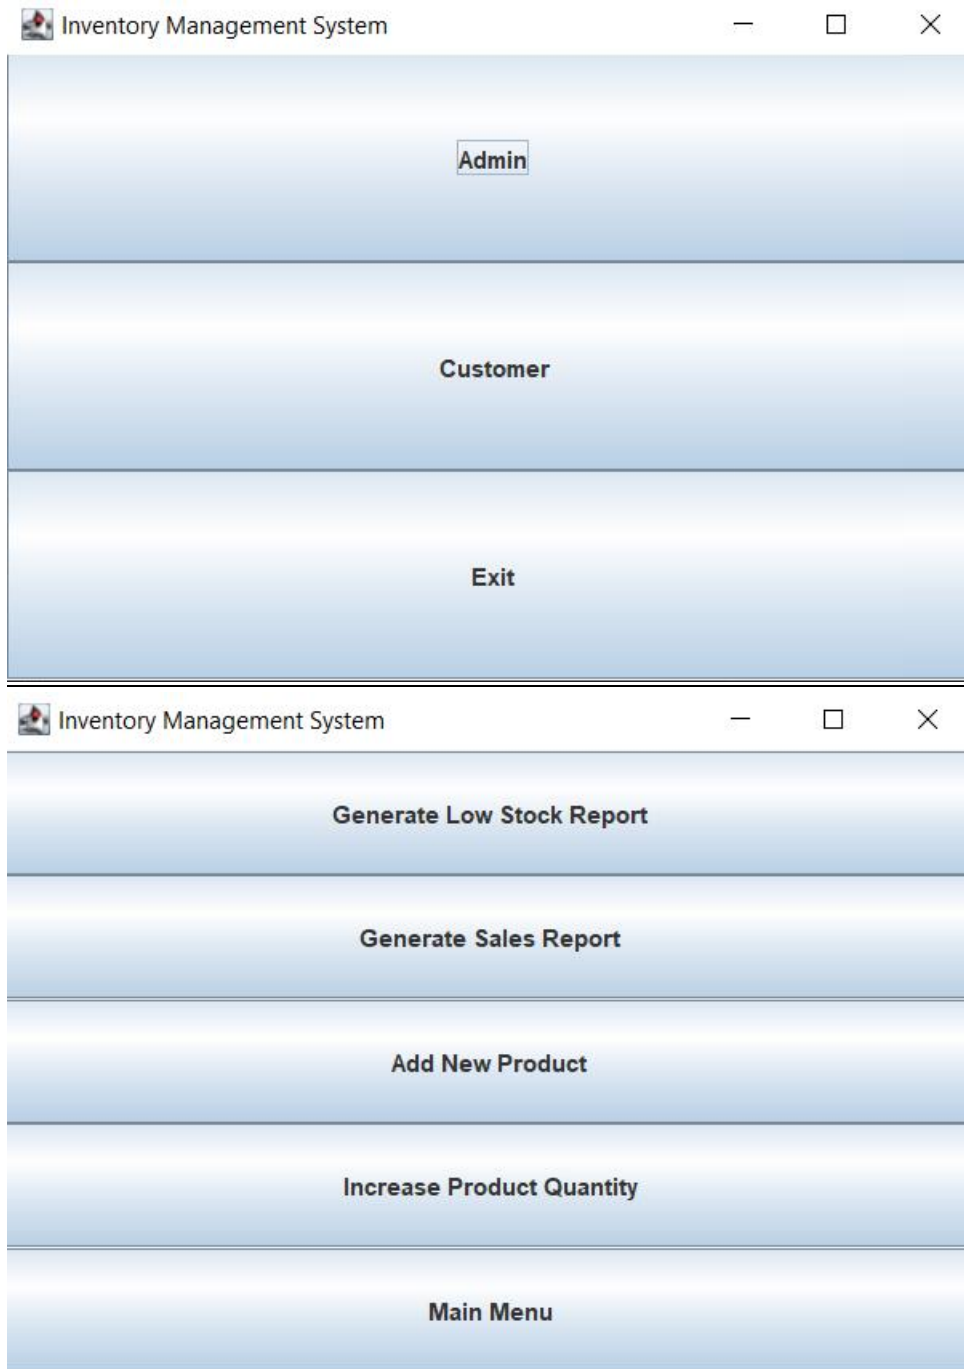 Inventory Management System
Admin
Customer
Exit
Inventory Management System
Generate Low Stock Report
Generate Sales Report
Add New Product
Increase Product Quantity
Main Menu